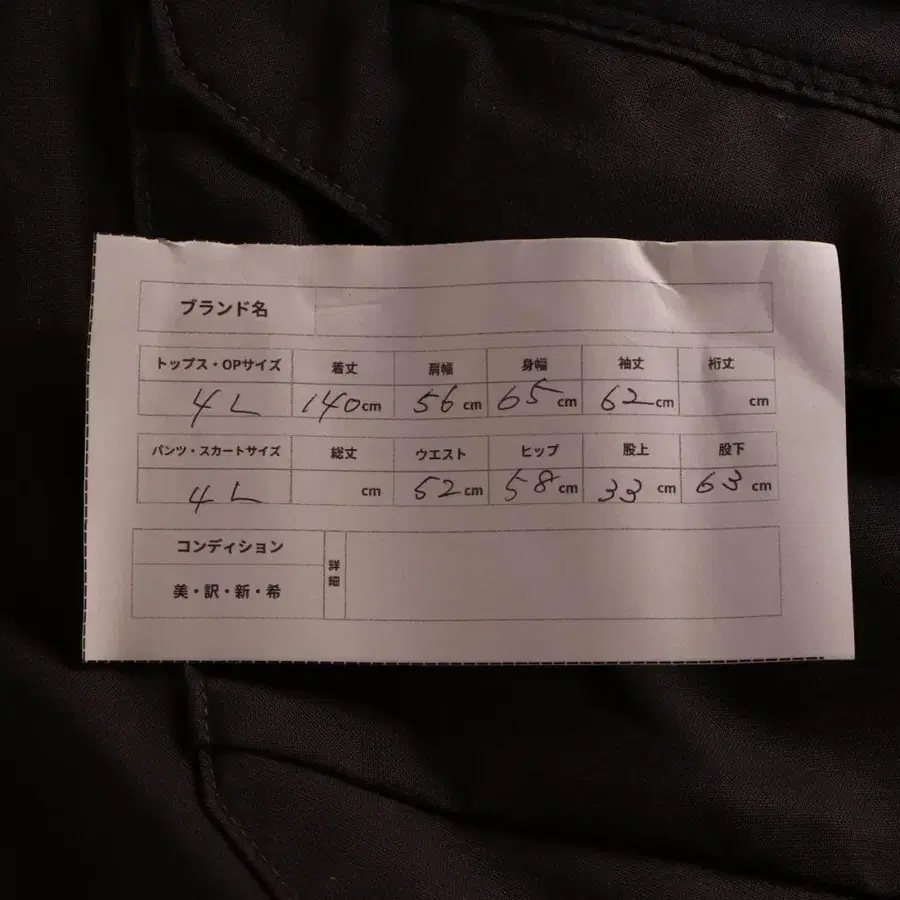 ブランド名
トップス・OPサイズ 着丈 肩幅 身幅 袖丈 裄丈
4L 140cm 56cm 65cm 62cm cm
パンツ・スカートサイズ 総丈 ウエスト ヒップ 股上 股下
4L cm 52cm 58cm 33cm 63cm
コンディション 詳細
美・訳・新・希